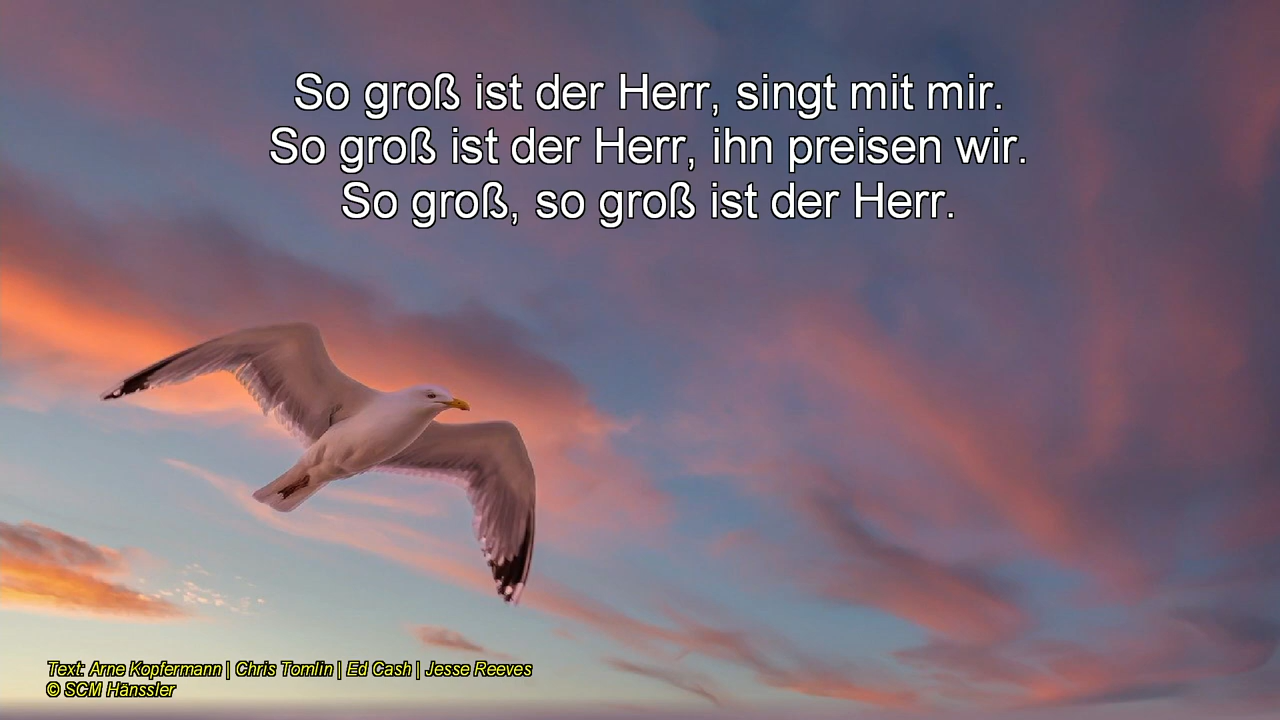 So groß ist der Herr, singt mit mir.
So groß ist der Herr, ihn preisen wir.
So groß, so groß ist der Herr.
Text: Arne Kopfermann | Chris Tomlin | Ed Cash | Jesse Reeves
© SCM Hänssler